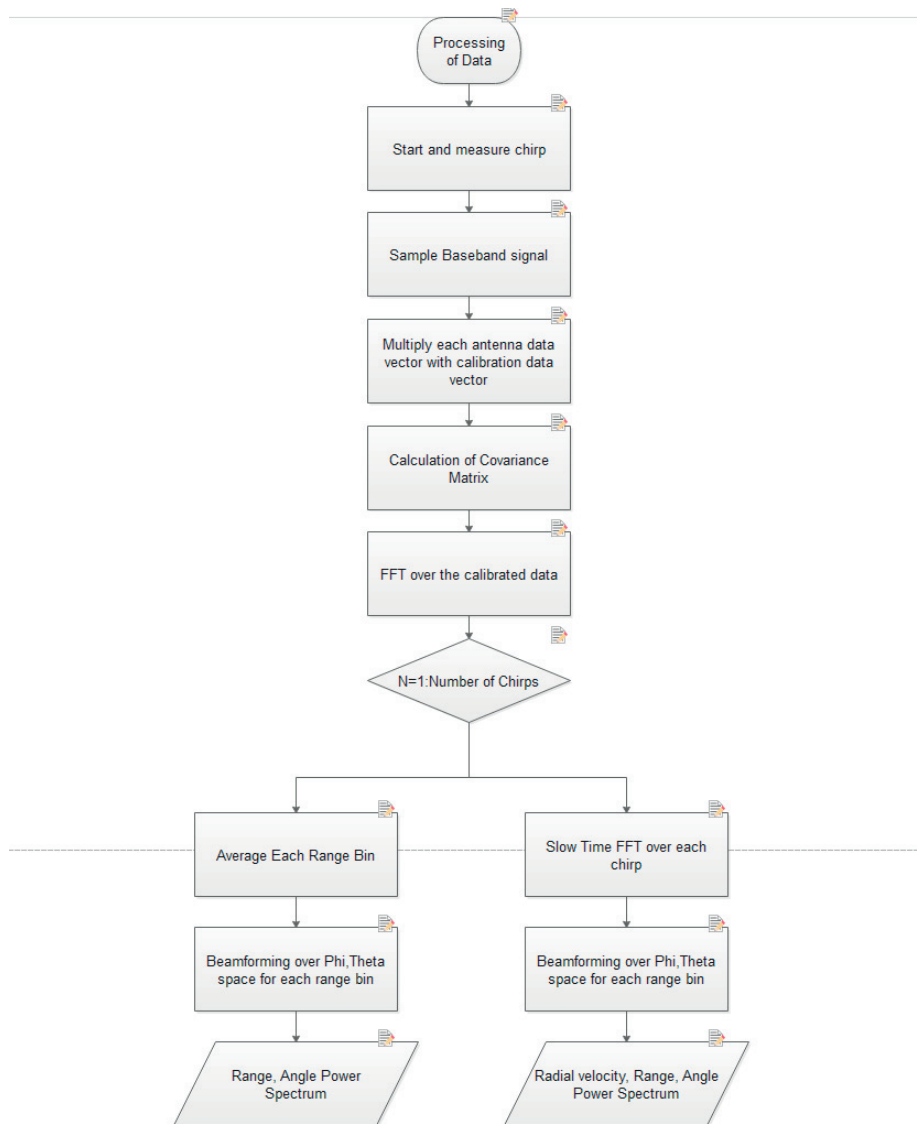 Processing
of Data
Start and measure chirp
Sample Baseband signal
Multiply each antenna data
vector with calibration data
vector
Calculation of Covariance
Matrix
FFT over the calibrated data
N=1:Number of Chirps
Average Each Range Bin
Slow Time FFT over each
chirp
Beamforming over Phi,Theta
space for each range bin
Beamforming over Phi,Theta
space for each range bin
Range, Angle Power
Spectrum
Radial velocity, Range, Angle
Power Spectrum